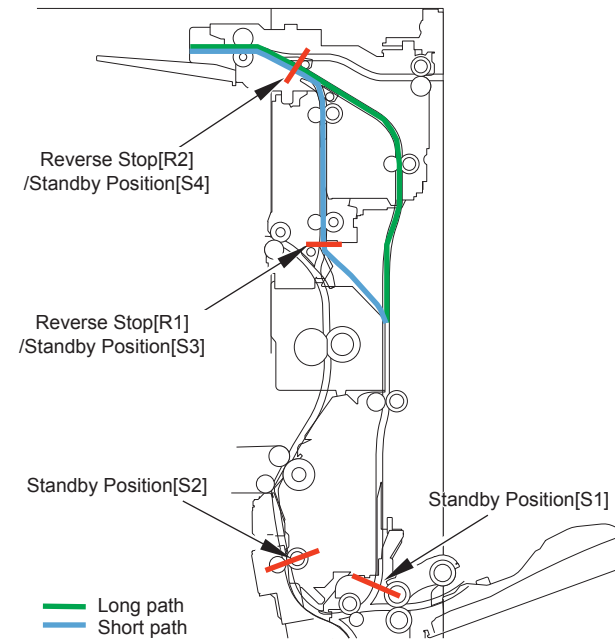 Reverse Stop[R2]
/Standby Position[S4]
Reverse Stop[R1]
/Standby Position[S3]
Standby Position[S2]
Standby Position[S1]
Long path
Short path